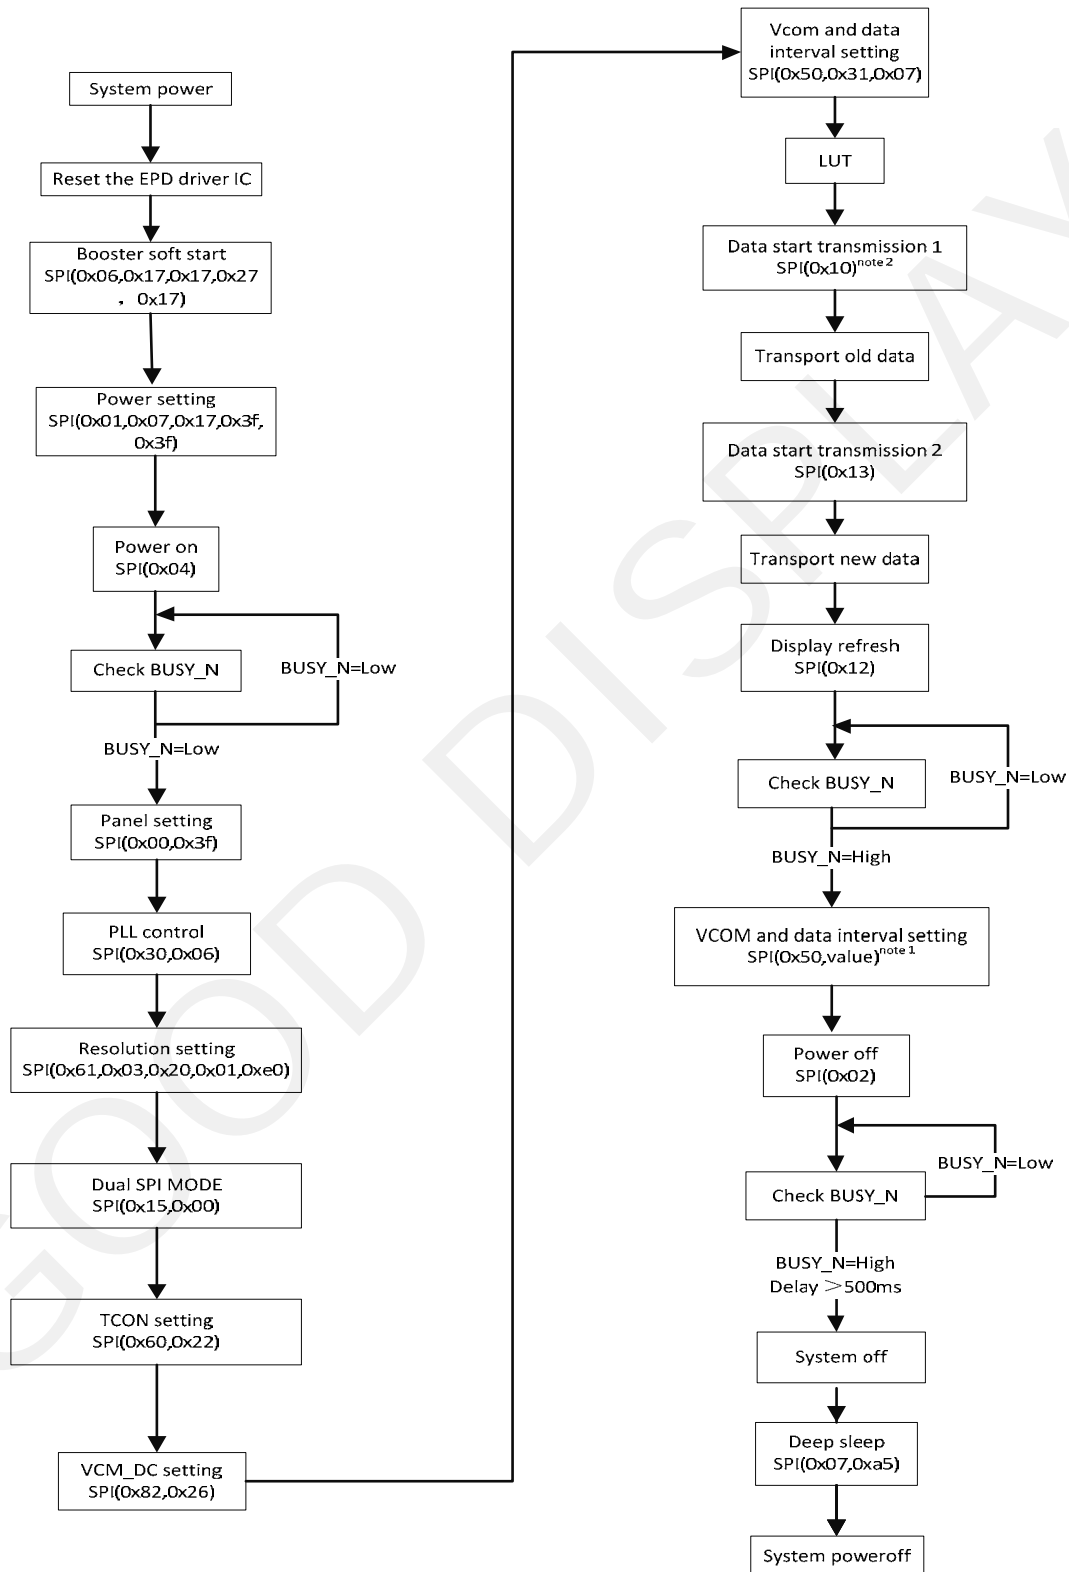 System power
Reset the EPD driver IC
Booster soft start
SPI(0x06,0x17,0x17,0x27
, 0x17)
Power setting
SPI(0x01,0x07,0x17,0x3f,
0x3f)
Power on
SPI(0x04)
Check BUSY_N
BUSY_N=Low
BUSY_N=Low
Panel setting
SPI(0x00,0x3f)
PLL control
SPI(0x30,0x06)
Resolution setting
SPI(0x61,0x03,0x20,0x01,0xe0)
Dual SPI MODE
SPI(0x15,0x00)
TCON setting
SPI(0x60,0x22)
VCM_DC setting
SPI(0x82,0x26)
Vcom and data
interval setting
SPI(0x50,0x31,0x07)
LUT
Data start transmission 1
SPI(0x10)note 2
Transport old data
Data start transmission 2
SPI(0x13)
Transport new data
Display refresh
SPI(0x12)
Check BUSY_N
BUSY_N=Low
BUSY_N=High
VCOM and data interval setting
SPI(0x50,value)note 1
Power off
SPI(0x02)
Check BUSY_N
BUSY_N=Low
BUSY_N=High
Delay >500ms
System off
Deep sleep
SPI(0x07,0xa5)
System poweroff
GOOD DISPLAY